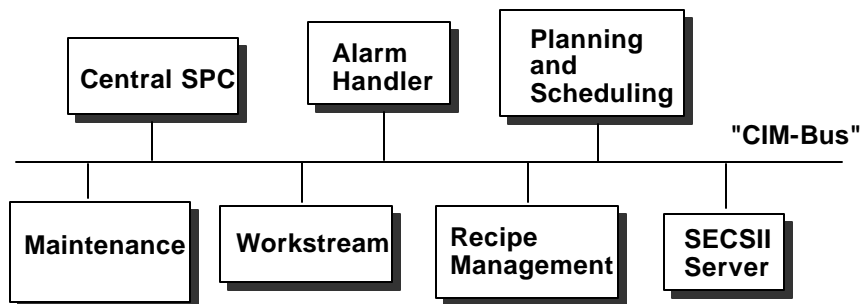 Central SPC
Alarm
Handler
Planning
and
Scheduling
"CIM-Bus"
Maintenance
Workstream
Recipe
Management
SECSII
Server